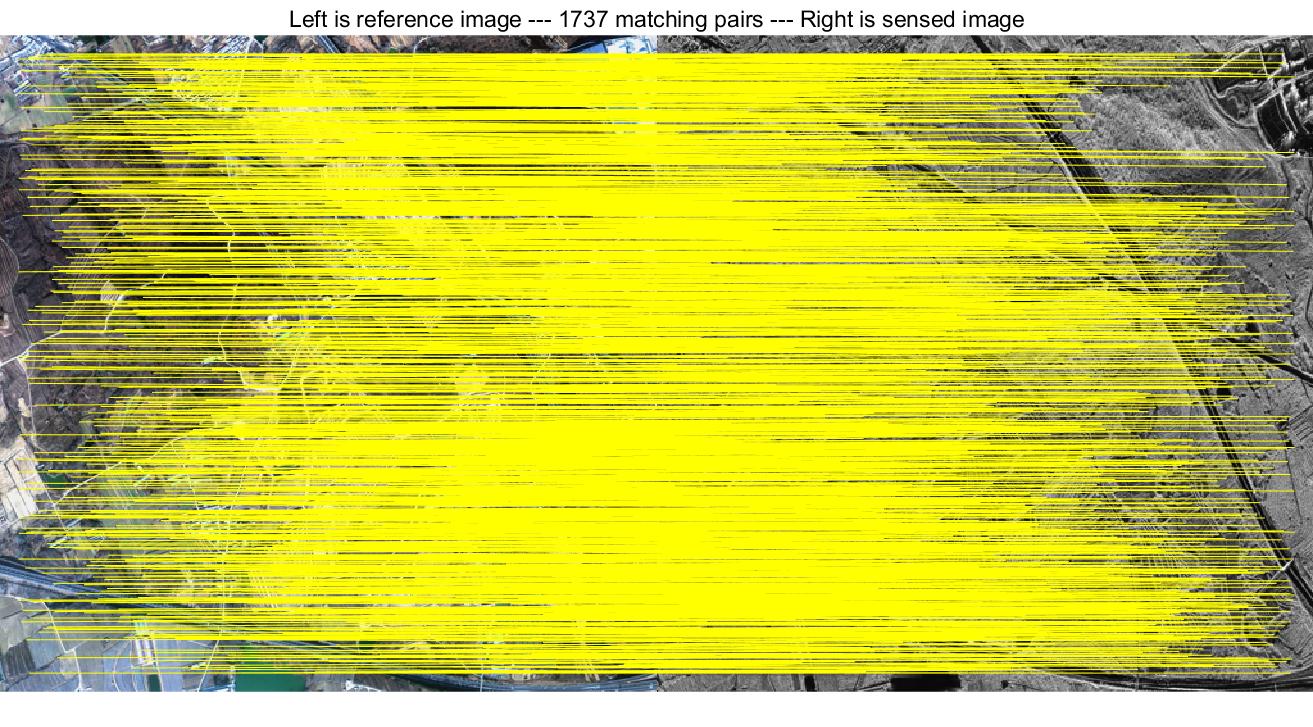 Left is reference image --- 1737 matching pairs --- Right is sensed image